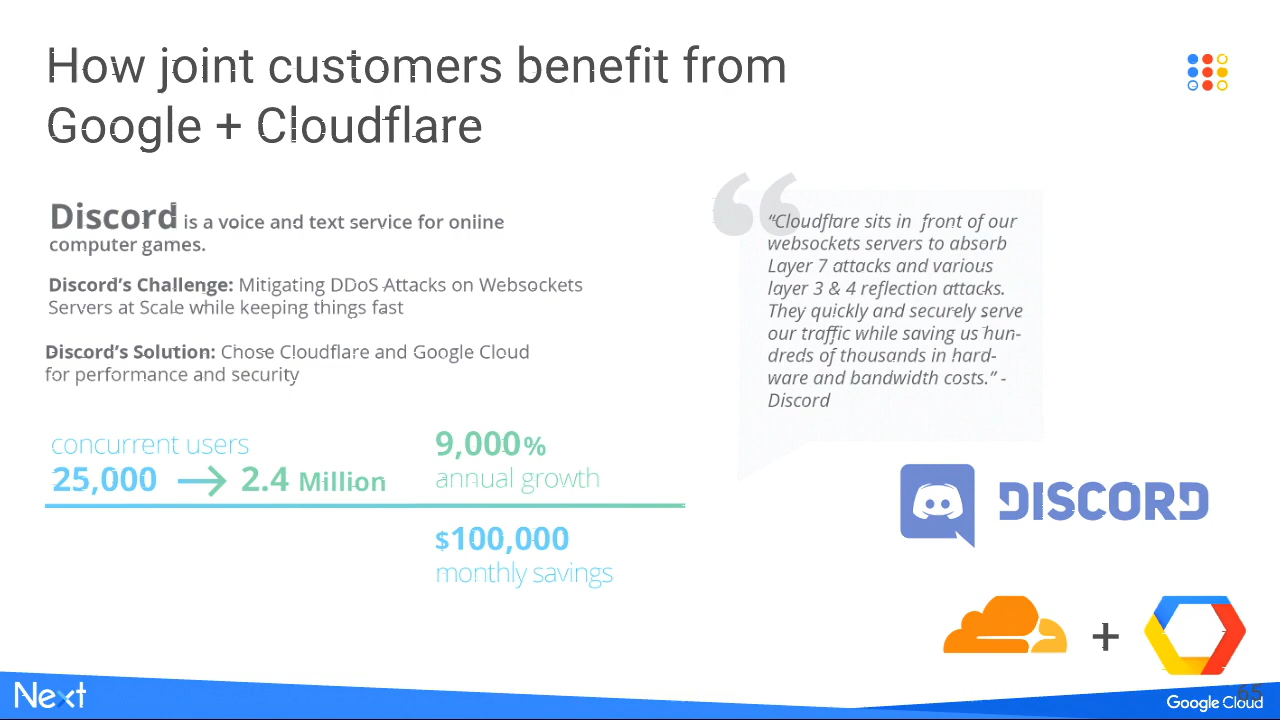 How joint customers benefit from
Google + Cloudflare
Discord is a voice and text service for online
computer games.
Discord's Challenge: Mitigating DDoS Attacks on Websockets
Servers at Scale while keeping things fast
Discord's Solution: Chose Cloudflare and Google Cloud
for performance and security
concurrent users
25,000 → 2.4 Million
9,000%
annual growth
$100,000
monthly savings
“
“Cloudflare sits in front of our
websockets servers to absorb
Layer 7 attacks and various
layer 3 & 4 reflection attacks.
They quickly and securely serve
our traffic while saving us hun-
dreds of thousands in hard-
ware and bandwidth costs.” -
Discord
DISCORD
+
Next
65
Google Cloud